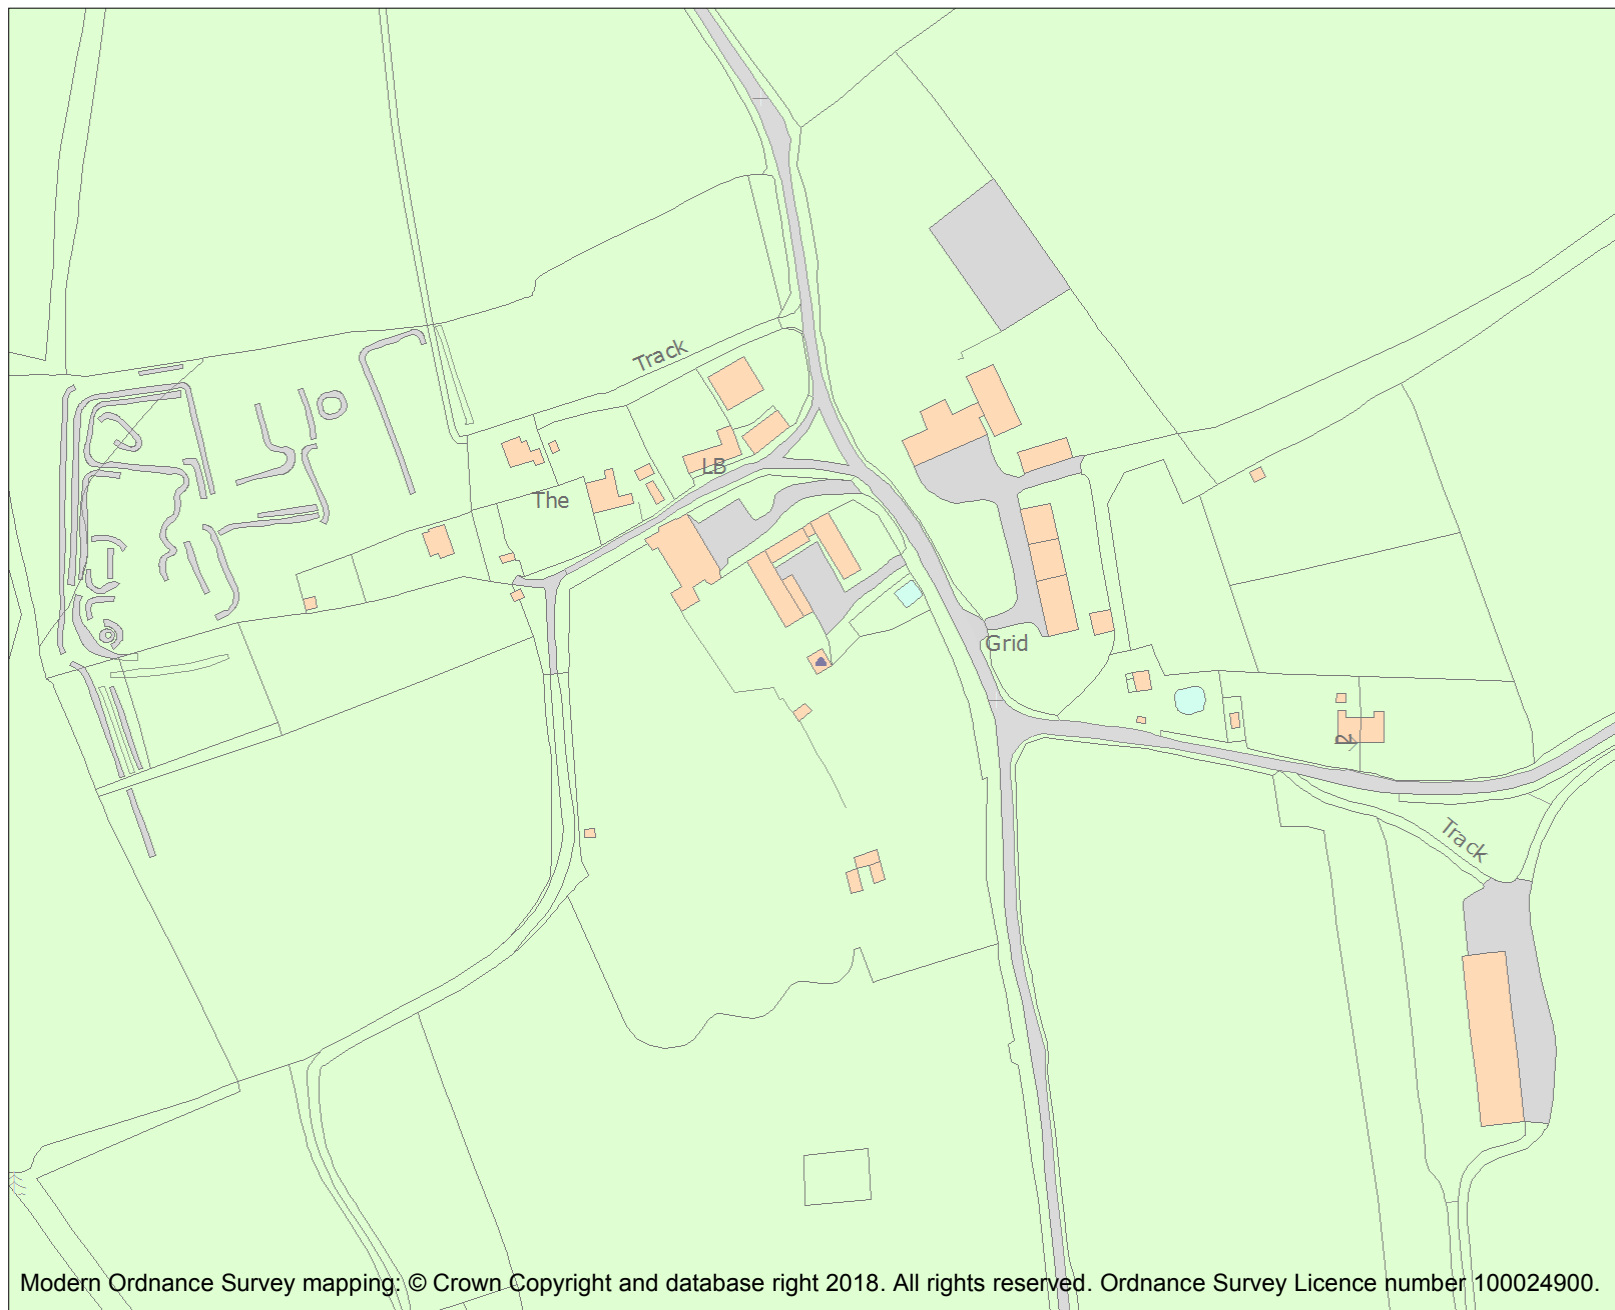 Track
LB
The
Grid
2
Track
Modern Ordnance Survey mapping: © Crown Copyright and database right 2018. All rights reserved. Ordnance Survey Licence number 100024900.